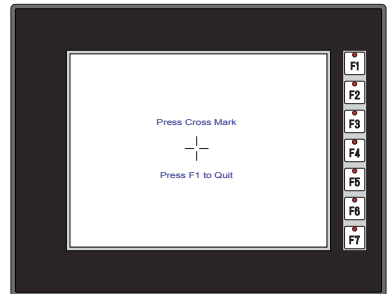 Press Cross Mark
Press F1 to Quit
F1
F2
F3
F4
F5
F6
F7